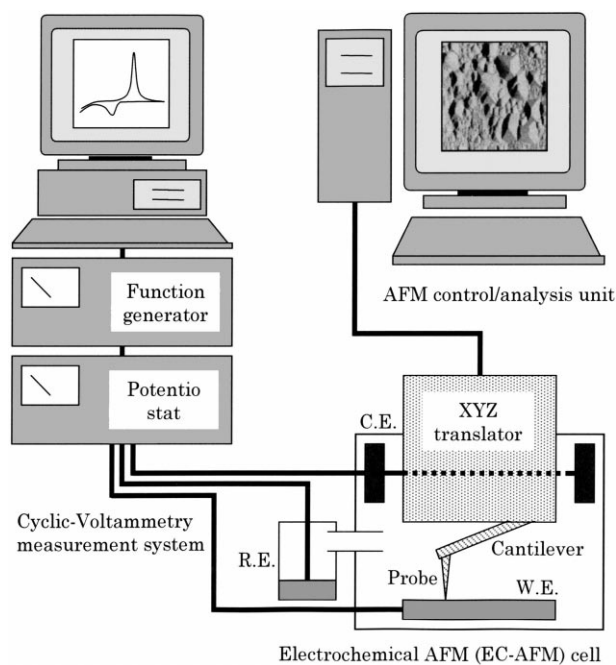 Function
generator
Potentio
stat
Cyclic-Voltammetry
measurement system
AFM control/analysis unit
XYZ
translator
C.E.
R.E.
Cantilever
Probe
W.E.
Electrochemical AFM (EC-AFM) cell